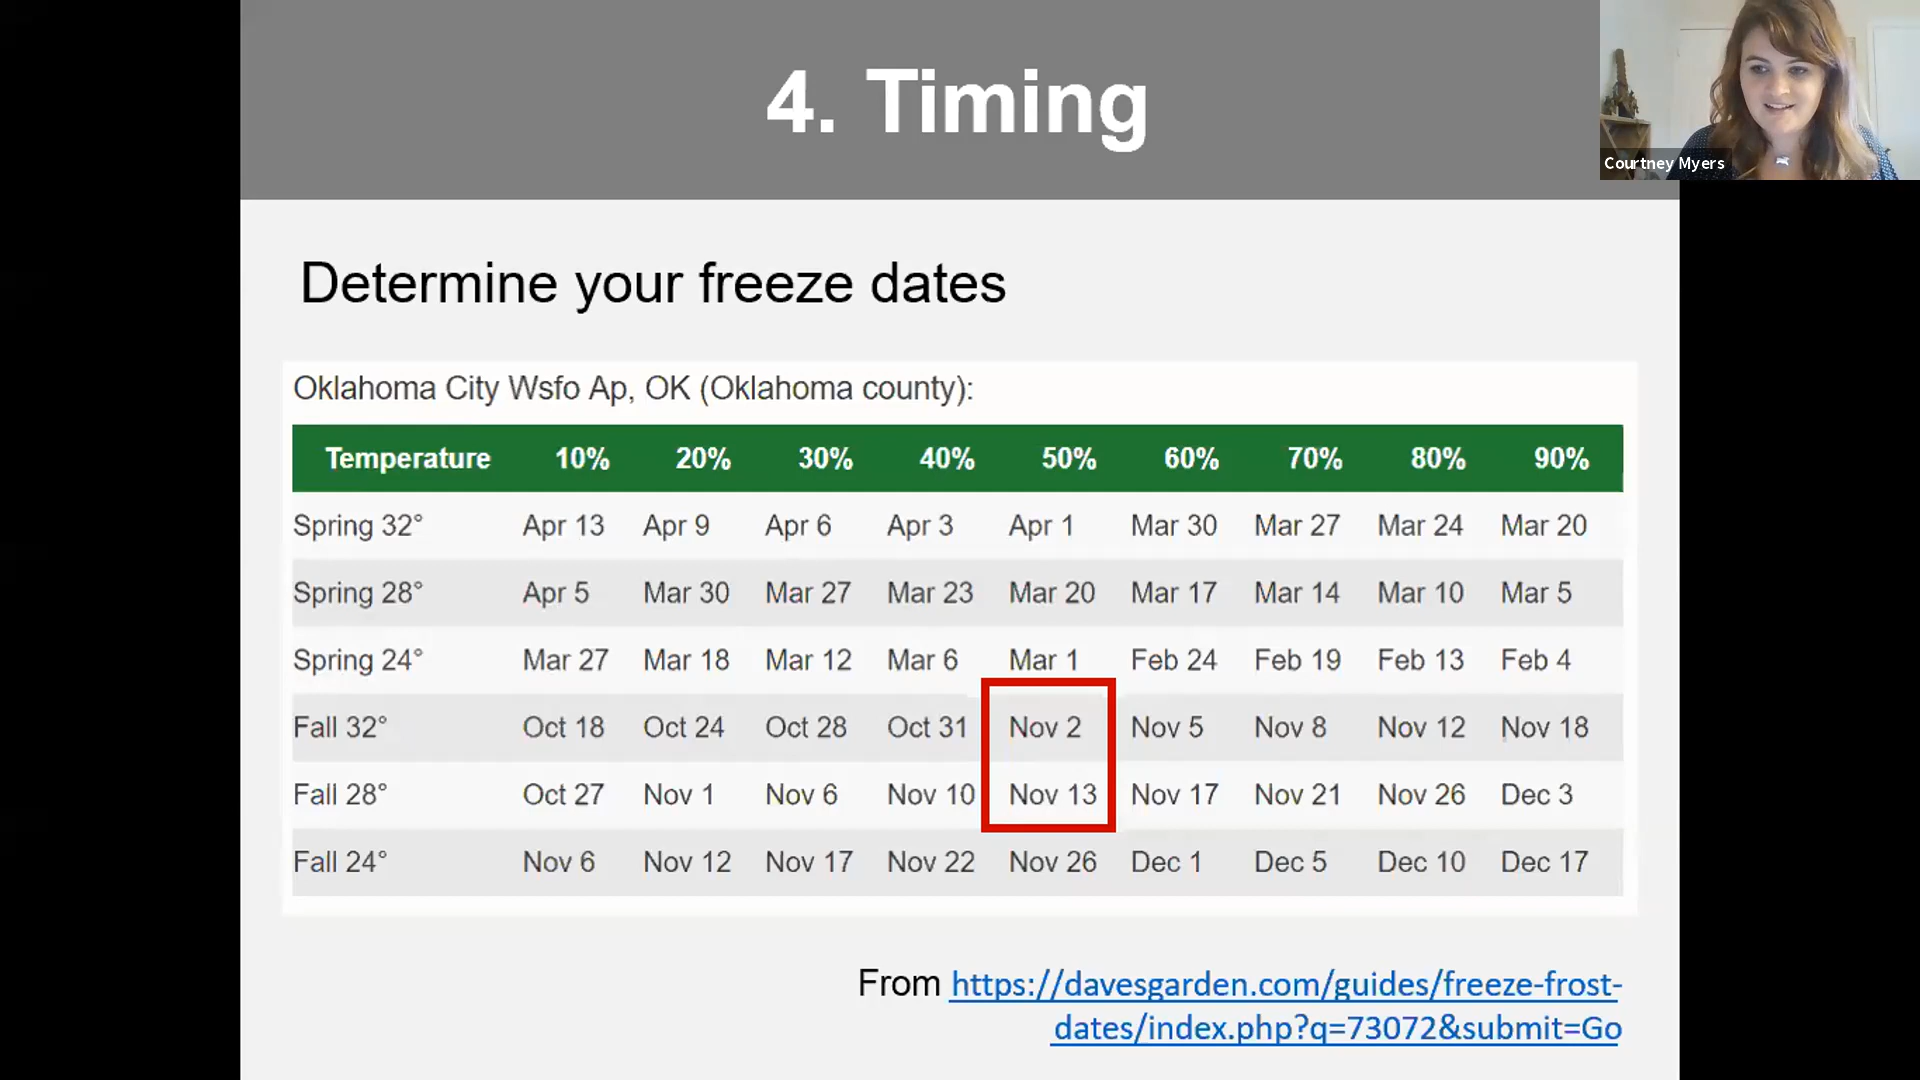 4. Timing
Courtney Myers
Determine your freeze dates
Oklahoma City Wsfo Ap, OK (Oklahoma county):
Temperature 10% 20% 30% 40% 50% 60% 70% 80% 90%
Spring 32° Apr 13 Apr 9 Apr 6 Apr 3 Apr 1 Mar 30 Mar 27 Mar 24 Mar 20
Spring 28° Apr 5 Mar 30 Mar 27 Mar 23 Mar 20 Mar 17 Mar 14 Mar 10 Mar 5
Spring 24° Mar 27 Mar 18 Mar 12 Mar 6 Mar 1 Feb 24 Feb 19 Feb 13 Feb 4
Fall 32° Oct 18 Oct 24 Oct 28 Oct 31 Nov 2 Nov 5 Nov 8 Nov 12 Nov 18
Fall 28° Oct 27 Nov 1 Nov 6 Nov 10 Nov 13 Nov 17 Nov 21 Nov 26 Dec 3
Fall 24° Nov 6 Nov 12 Nov 17 Nov 22 Nov 26 Dec 1 Dec 5 Dec 10 Dec 17
From https://davesgarden.com/guides/freeze-frost-
dates/index.php?q=73072&submit=Go